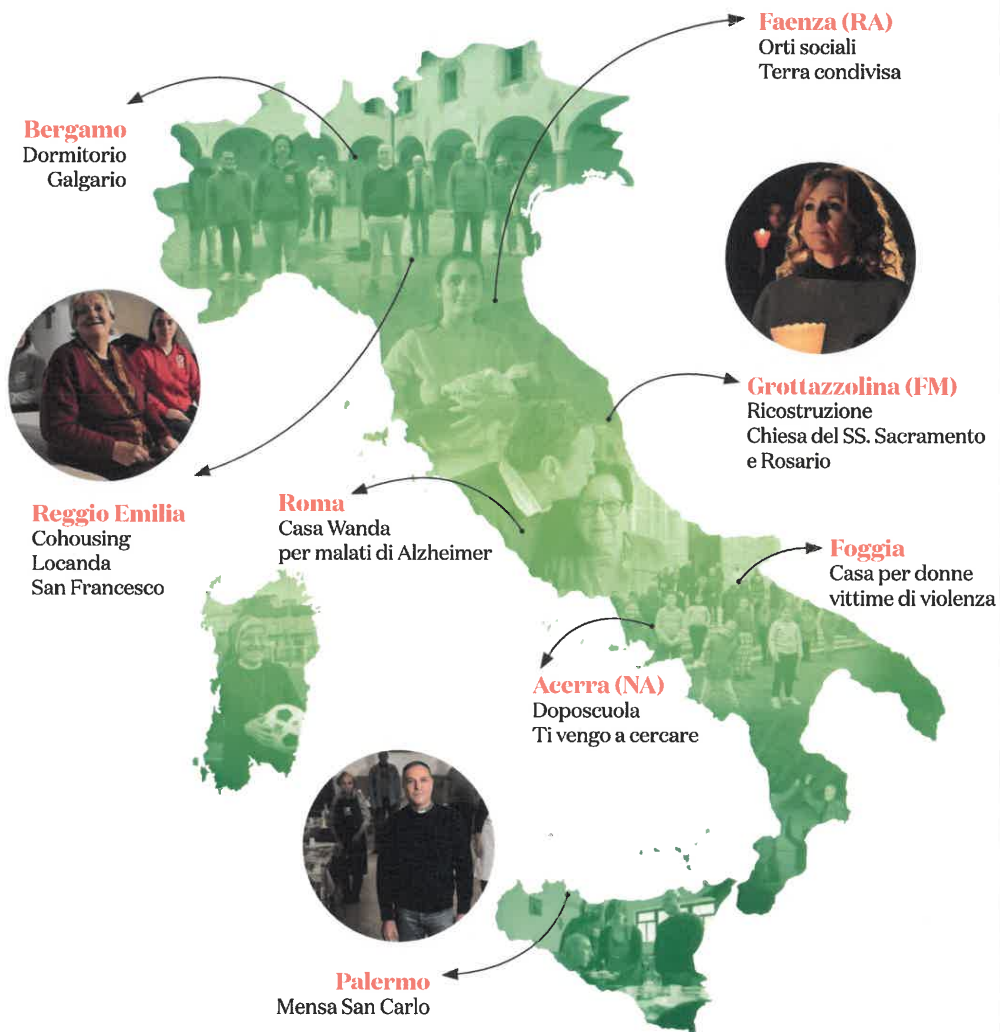 Faenza (RA)
Orti sociali
Terra condivisa
Bergamo
Dormitorio
Galgario
Grottazzolina (FM)
Ricostruzione
Chiesa del SS. Sacramento
e Rosario
Reggio Emilia
Cohousing
Locanda
San Francesco
Roma
Casa Wanda
per malati di Alzheimer
Foggia
Casa per donne
vittime di violenza
Acerra (NA)
Doposcuola
Ti vengo a cercare
Palermo
Mensa San Carlo